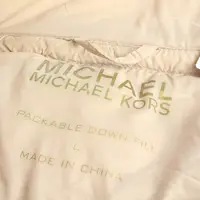 MICHAEL
MICHAEL KORS
PACKABLE DOWN FILL
L
MADE IN CHINA